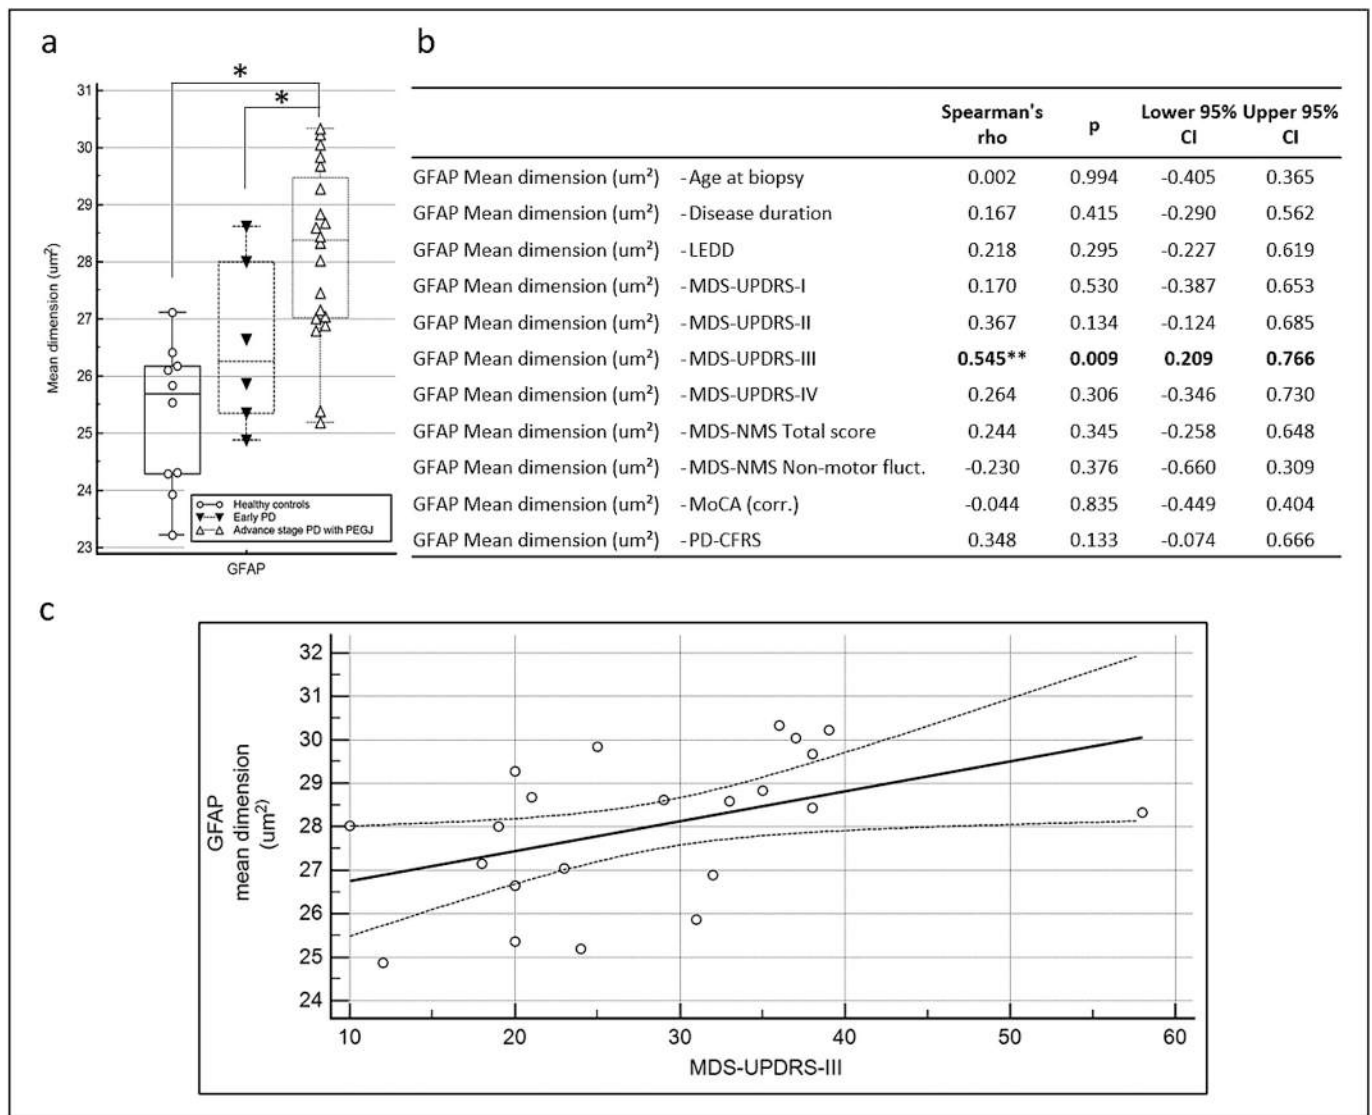 a
*
*
31
30
29
28
27
26
25
24
23
Mean dimension (um²)
Healthy controls
Early PD
Advance stage PD with PEGJ
GFAP
b
Spearman's rho p Lower 95% CI Upper 95% CI
GFAP Mean dimension (um²) -Age at biopsy 0.002 0.994 -0.405 0.365
GFAP Mean dimension (um²) -Disease duration 0.167 0.415 -0.290 0.562
GFAP Mean dimension (um²) -LEDD 0.218 0.295 -0.227 0.619
GFAP Mean dimension (um²) -MDS-UPDRS-I 0.170 0.530 -0.387 0.653
GFAP Mean dimension (um²) -MDS-UPDRS-II 0.367 0.134 -0.124 0.685
GFAP Mean dimension (um²) -MDS-UPDRS-III 0.545** 0.009 0.209 0.766
GFAP Mean dimension (um²) -MDS-UPDRS-IV 0.264 0.306 -0.346 0.730
GFAP Mean dimension (um²) -MDS-NMS Total score 0.244 0.345 -0.258 0.648
GFAP Mean dimension (um²) -MDS-NMS Non-motor fluct. -0.230 0.376 -0.660 0.309
GFAP Mean dimension (um²) -MoCA (corr.) -0.044 0.835 -0.449 0.404
GFAP Mean dimension (um²) -PD-CFRS 0.348 0.133 -0.074 0.666
c
32
31
30
29
28
27
26
25
24
GFAP
mean dimension
(um²)
10 20 30 40 50 60
MDS-UPDRS-III